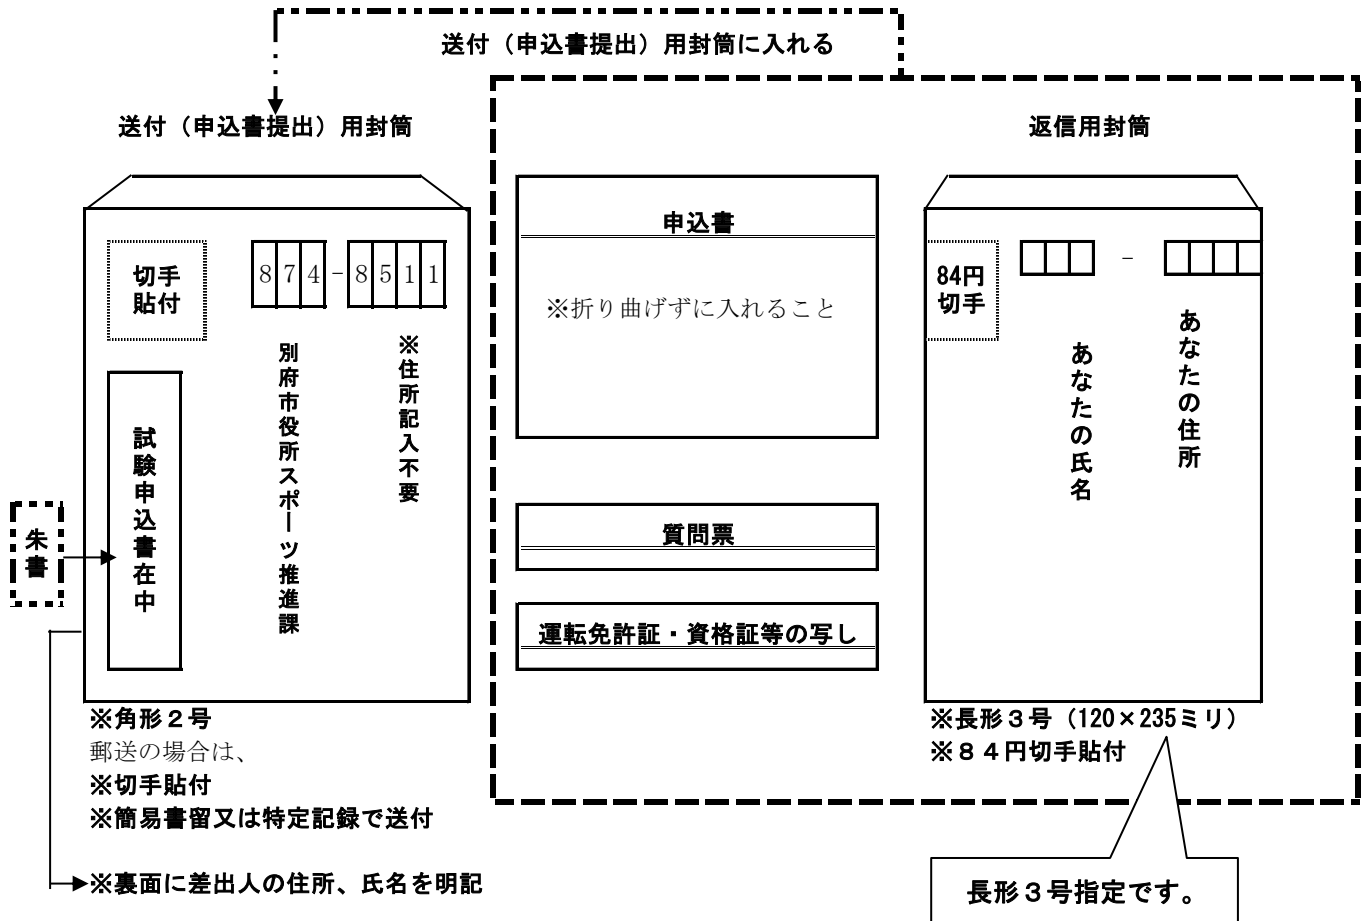 送付（申込書提出）用封筒に入れる
送付（申込書提出）用封筒
切手
貼付
874-8511
※住所記入不要
別府市役所スポーツ推進課
試験申込書在中
朱書
※角形２号
郵送の場合は、
※切手貼付
※簡易書留又は特定記録で送付
※裏面に差出人の住所、氏名を明記
申込書
※折り曲げずに入れること
質問票
運転免許証・資格証等の写し
返信用封筒
84円
切手
-
あなたの住所
あなたの氏名
※長形３号（120×235ミリ）
※８４円切手貼付
長形３号指定です。